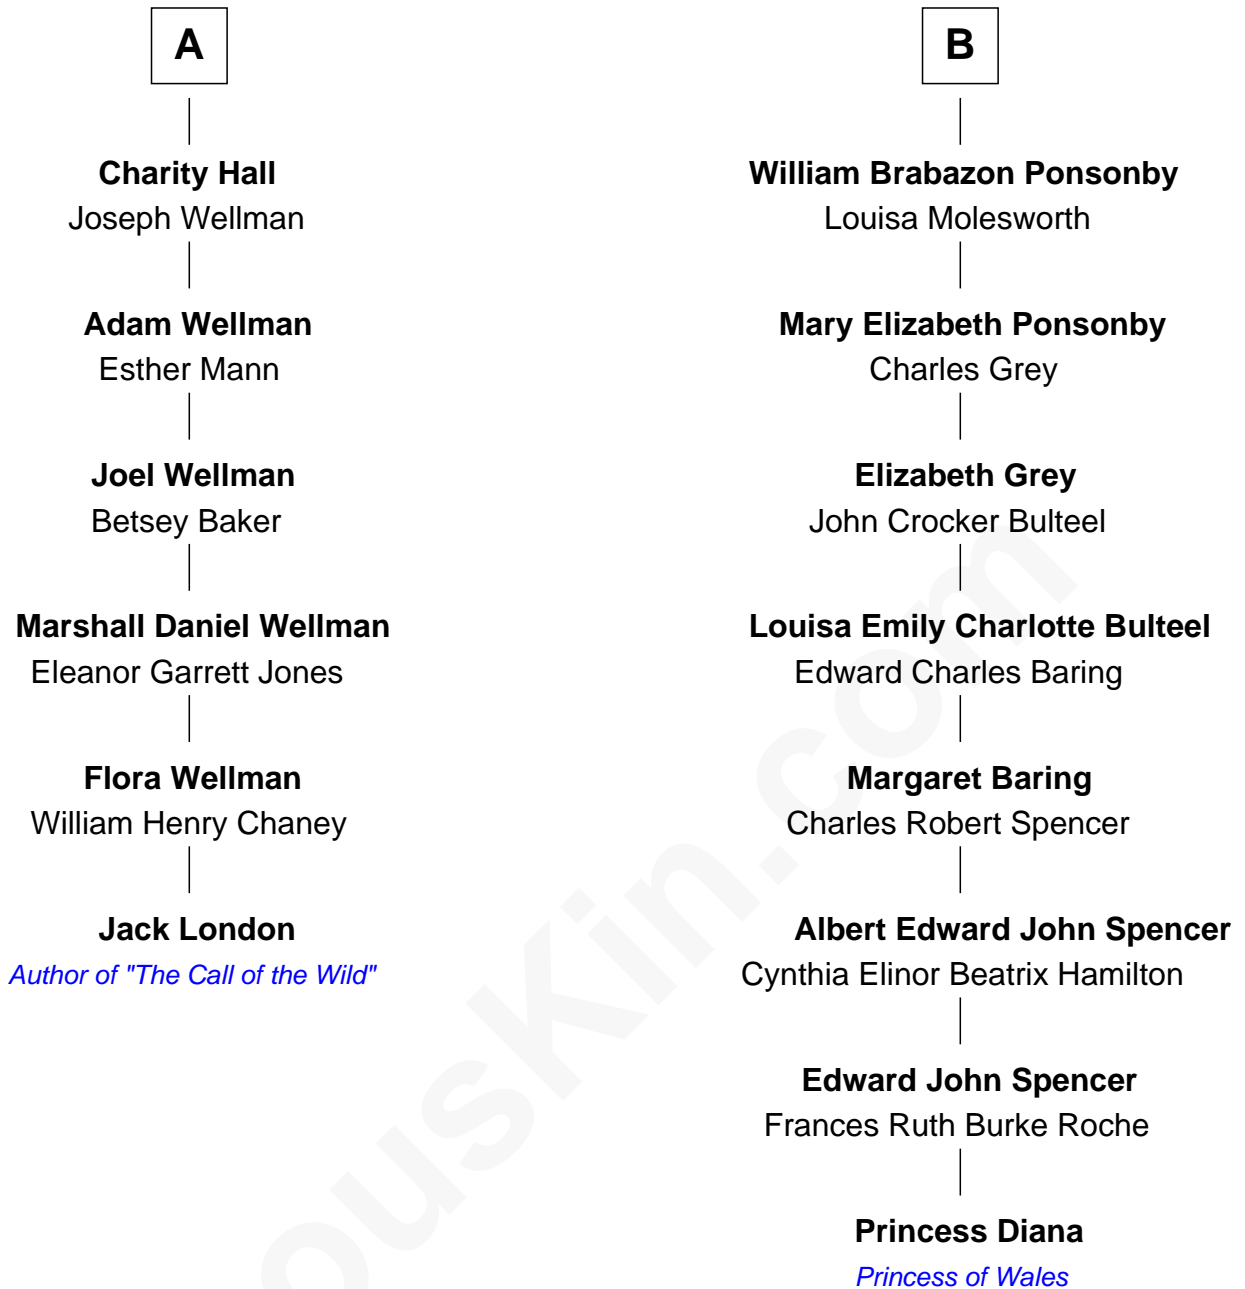 A
Charity Hall
Joseph Wellman
Adam Wellman
Esther Mann
Joel Wellman
Betsey Baker
Marshall Daniel Wellman
Eleanor Garrett Jones
Flora Wellman
William Henry Chaney
Jack London
Author of "The Call of the Wild"
B
William Brabazon Ponsonby
Louisa Molesworth
Mary Elizabeth Ponsonby
Charles Grey
Elizabeth Grey
John Crocker Bulteel
Louisa Emily Charlotte Bulteel
Edward Charles Baring
Margaret Baring
Charles Robert Spencer
Albert Edward John Spencer
Cynthia Elinor Beatrix Hamilton
Edward John Spencer
Frances Ruth Burke Roche
Princess Diana
Princess of Wales
ousKin.com